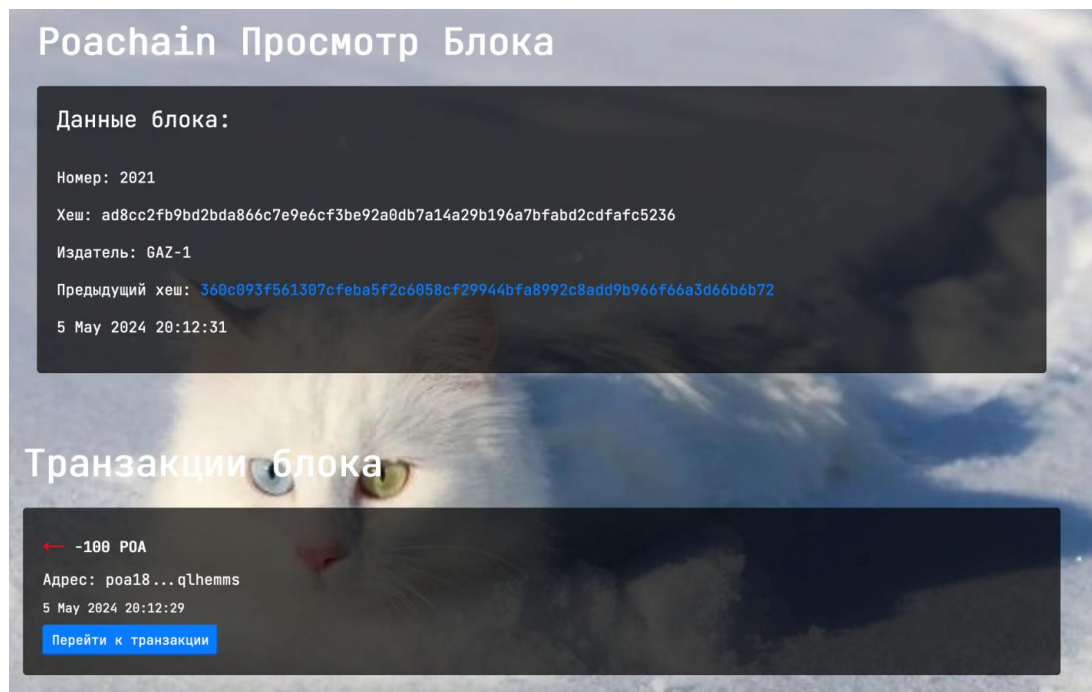 Poachain Просмотр Блока
Данные блока:
Номер: 2021
Хеш: ad8cc2fb9bd2bda866c7e9e6cf3be92a0db7a14a29b196a7bfabd2cdfafc5236
Издатель: GAZ-1
Предыдущий хеш: 360c093f561307cfeba5f2c6058cf29944bfa8992c8add9b966f66a3d66b6b72
5 May 2024 20:12:31
Транзакции блока
← -100 POA
Адрес: poa18...qlhemms
5 May 2024 20:12:29
Перейти к транзакции